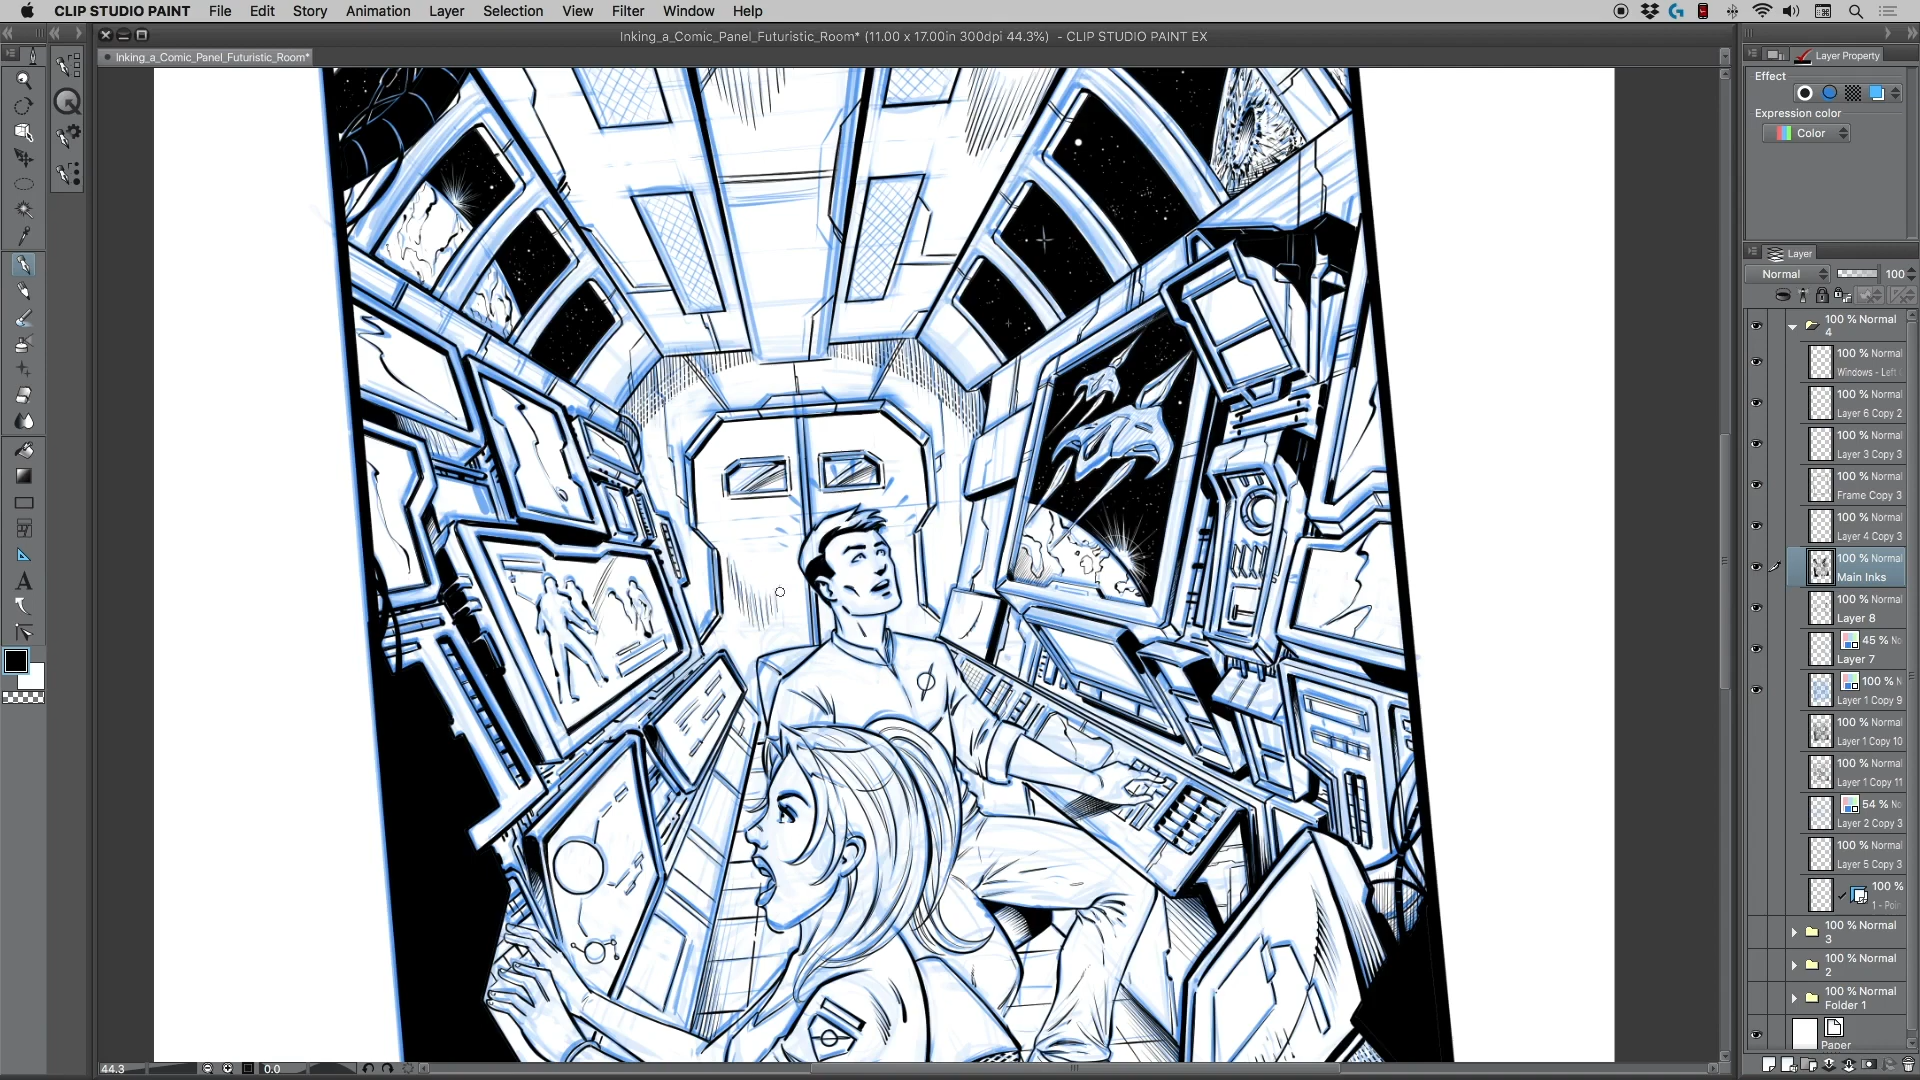 CLIP STUDIO PAINT File Edit Story Animation Layer Selection View Filter Window Help
Inking_a_Comic_Panel_Futuristic_Room* (11.00 x 17.00in 300dpi 44.3%) - CLIP STUDIO PAINT EX
Inking_a_Comic_Panel_Futuristic_Room*
Layer Property
Effect
Expression color
Color
Layer
Normal 100
100 % Normal
4
100 % Normal
Windows - Left
100 % Normal
Layer 6 Copy 2
100 % Normal
Layer 3 Copy 3
100 % Normal
Frame Copy 3
100 % Normal
Layer 4 Copy 3
100 % Normal
Main Inks
100 % Normal
Layer 8
45 % No
Layer 7
100 % N
Layer 1 Copy 9
100 % Normal
Layer 1 Copy 10
100 % Normal
Layer 1 Copy 11
54 % No
Layer 2 Copy 3
100 % Normal
Layer 5 Copy 3
100 %
1 - Poin
100 % Normal
3
100 % Normal
2
100 % Normal
Folder 1
Paper
44.3 0.0